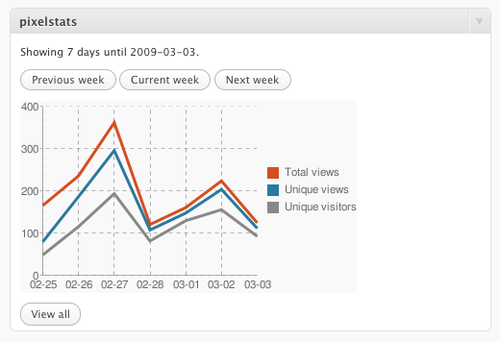 pixelstats
Showing 7 days until 2009-03-03.
Previous week Current week Next week
400
300
200
100
0
Total views
Unique views
Unique visitors
02-25 02-26 02-27 02-28 03-01 03-02 03-03
View all